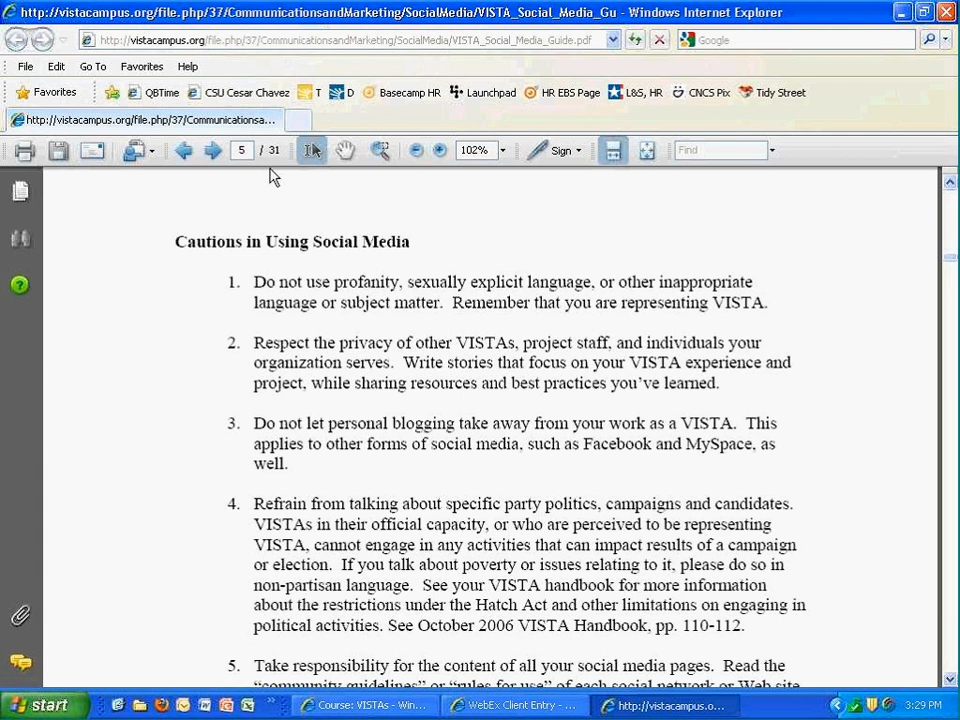 http://vistacampus.org/file.php/37/CommunicationsandMarketing/SocialMedia/VISTA_Social_Media_Gu - Windows Internet Explorer
http://vistacampus.org/file.php/37/CommunicationsandMarketing/SocialMedia/VISTA_Social_Media_Guide.pdf
Google
File Edit Go To Favorites Help
Favorites QBTime CSU Cesar Chavez T D Basecamp HR Launchpad HR EBS Page L&S, HR CNCS Pix Tidy Street
http://vistacampus.org/file.php/37/Communicationsa...
5 / 31 102% Sign Find
Cautions in Using Social Media
1. Do not use profanity, sexually explicit language, or other inappropriate
language or subject matter. Remember that you are representing VISTA.
2. Respect the privacy of other VISTAs, project staff, and individuals your
organization serves. Write stories that focus on your VISTA experience and
project, while sharing resources and best practices you’ve learned.
3. Do not let personal blogging take away from your work as a VISTA. This
applies to other forms of social media, such as Facebook and MySpace, as
well.
4. Refrain from talking about specific party politics, campaigns and candidates.
VISTAs in their official capacity, or who are perceived to be representing
VISTA, cannot engage in any activities that can impact results of a campaign
or election. If you talk about poverty or issues relating to it, please do so in
non-partisan language. See your VISTA handbook for more information
about the restrictions under the Hatch Act and other limitations on engaging in
political activities. See October 2006 VISTA Handbook, pp. 110-112.
5. Take responsibility for the content of all your social media pages. Read the
“community guidelines” or “rules for use” of each social network or Web site
start Course: VISTAs - Win... WebEx Client Entry - ... http://vistacampus.o... 3:29 PM